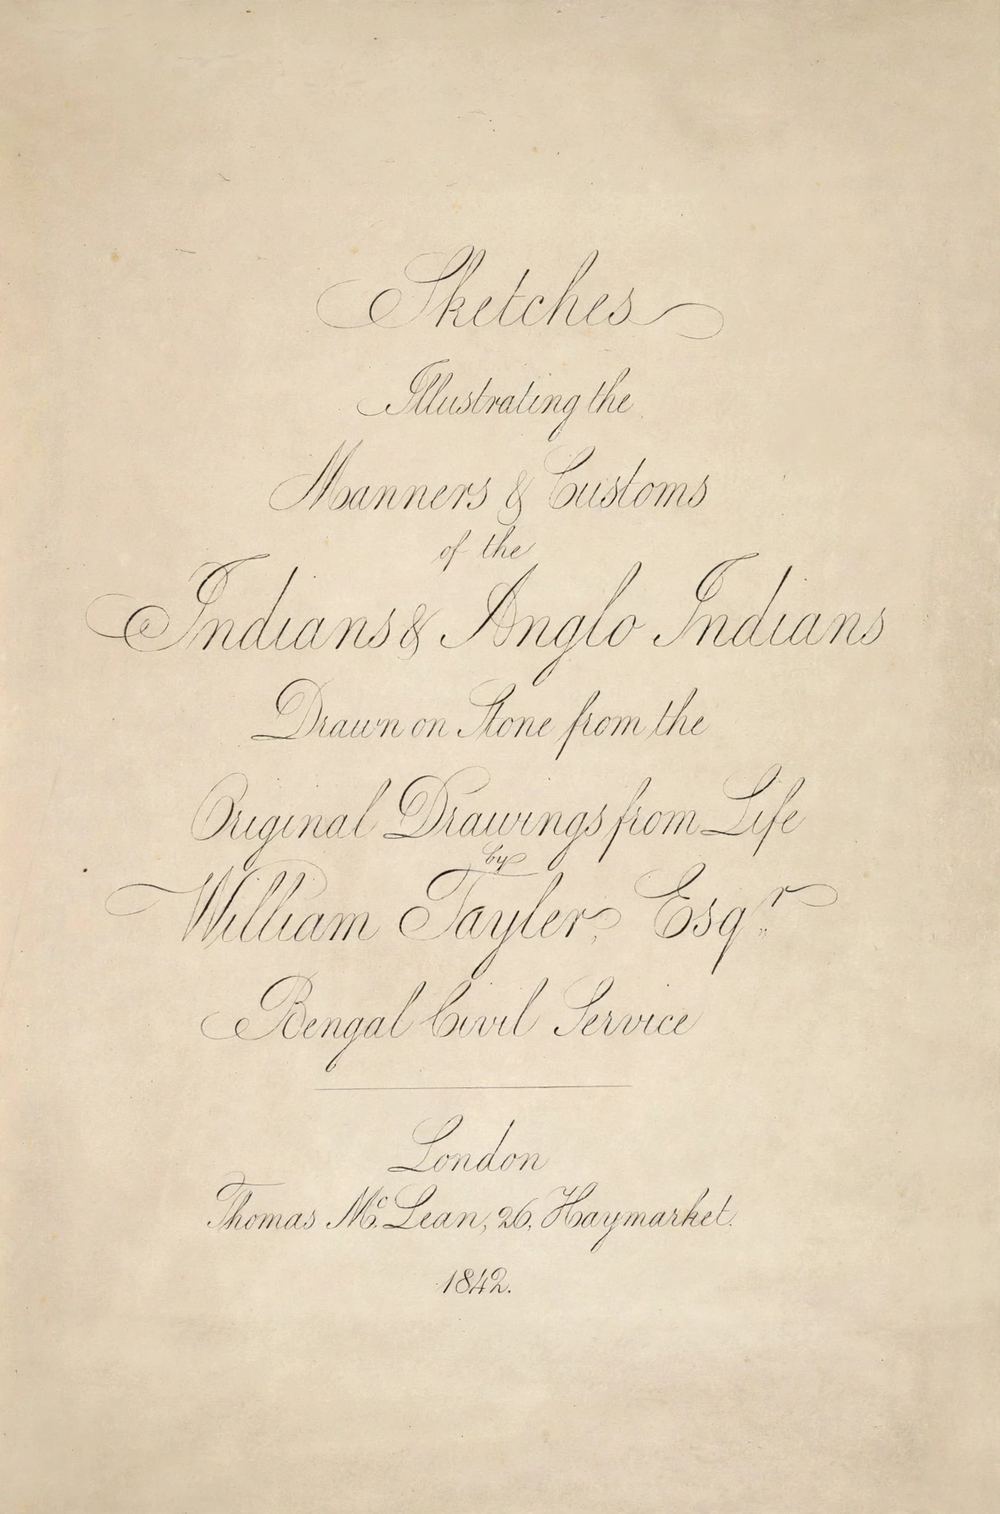 Sketches
Illustrating the
Manners & Customs
of the
Indians & Anglo Indians
Drawn on Stone from the
Original Drawings from Life
by
William Tayler, Esqr.
Bengal Civil Service
London
Thomas Mc. Lean, 26, Haymarket.
1842.